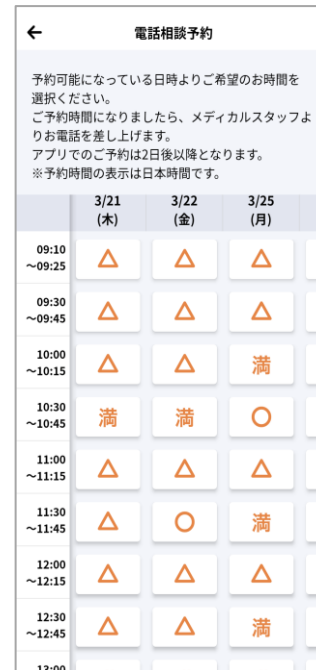 ← 電話相談予約
予約可能になっている日時よりご希望のお時間を
選択ください。
ご予約時間になりましたら、メディカルスタッフよ
りお電話を差し上げます。
アプリでのご予約は2日後以降となります。
※予約時間の表示は日本時間です。
3/21 3/22 3/25
(木) (金) (月)
09:10
～09:25 △ △ △
09:30
～09:45 △ △ △
10:00
～10:15 △ △ 満
10:30
～10:45 満 満 ○
11:00
～11:15 △ △ △
11:30
～11:45 △ ○ 満
12:00
～12:15 △ △ △
12:30
～12:45 △ △ 満
13:00